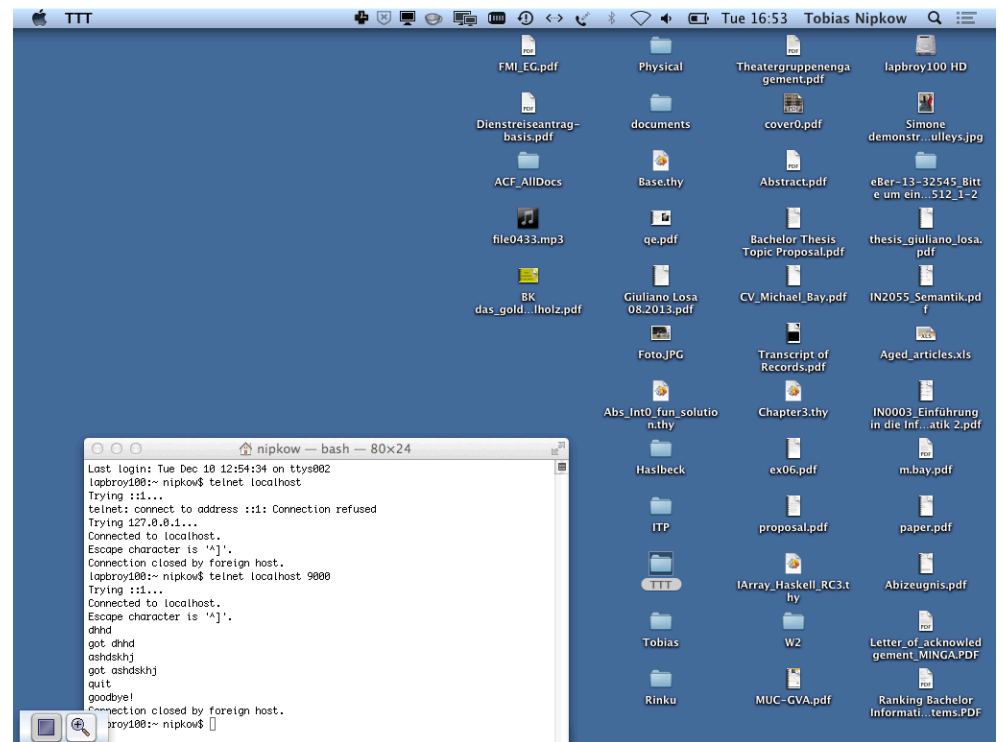 TTT Tue 16:53 Tobias Nipkow
FMI_EG.pdf
Physical
Theatergruppenenga
gement.pdf
lapbroy100 HD
Dienstreiseantrag-
basis.pdf
documents
cover0.pdf
Simone
demonstr...ulleys.jpg
ACF_AllDocs
Base.thy
Abstract.pdf
eBer-13-32545_Bitt
e um ein...512_1-2
file0433.mp3
qe.pdf
Bachelor Thesis
Topic Proposal.pdf
thesis_giuliano_losa.
pdf
BK
das_gold...lholz.pdf
Giuliano Losa
08.2013.pdf
CV_Michael_Bay.pdf
IN2055_Semantik.pd
f
Foto.JPG
Transcript of
Records.pdf
Aged_articles.xls
Abs_Int0_fun_solutio
n.thy
Chapter3.thy
IN0003_Einführung
in die Inf...atik 2.pdf
Haslbeck
ex06.pdf
m.bay.pdf
ITP
proposal.pdf
paper.pdf
TTT
IArray_Haskell_RC3.t
hy
Abizeugnis.pdf
Tobias
W2
Letter_of_acknowled
gement_MINGA.PDF
Rinku
MUC-GVA.pdf
Ranking Bachelor
Informati...tems.PDF
nipkow — bash — 80×24
Last login: Tue Dec 10 12:54:34 on ttys002
lapbroy100:~ nipkow$ telnet localhost
Trying ::1...
telnet: connect to address ::1: Connection refused
Trying 127.0.0.1...
Connected to localhost.
Escape character is '^]'.
Connection closed by foreign host.
lapbroy100:~ nipkow$ telnet localhost 9000
Trying ::1...
Connected to localhost.
Escape character is '^]'.
dhhd
got dhhd
ashdskhj
got ashdskhj
quit
goodbye!
Connection closed by foreign host.
proy100:~ nipkow$